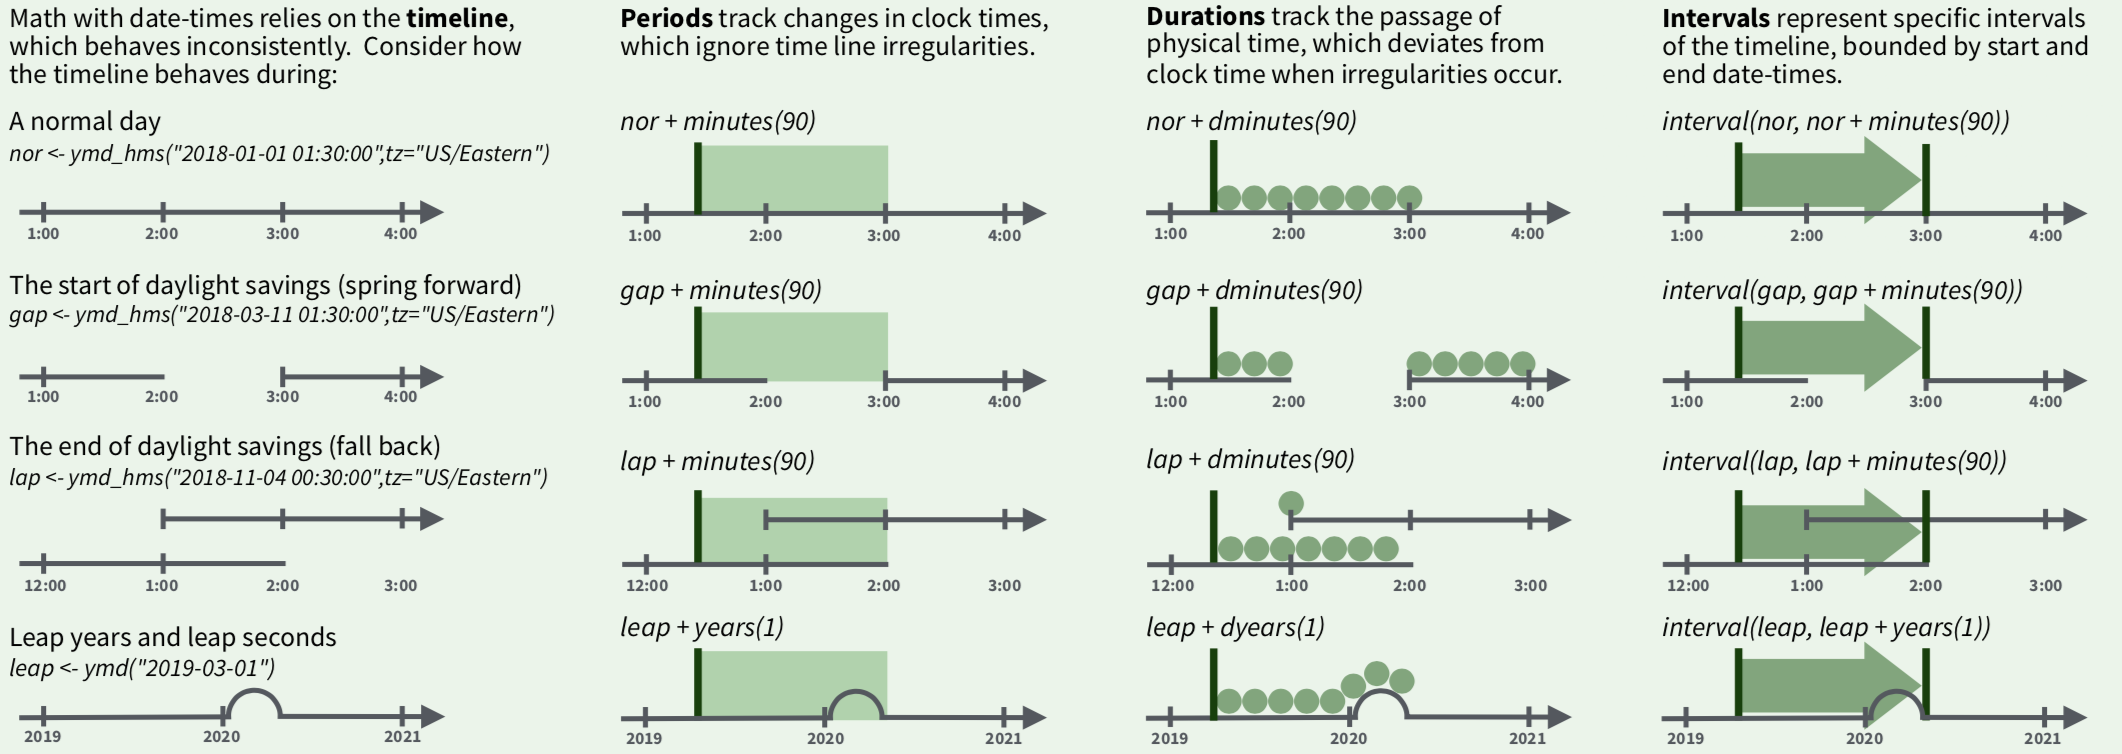 Math with date-times relies on the timeline,
which behaves inconsistently. Consider how
the timeline behaves during:
A normal day
nor <- ymd_hms("2018-01-01 01:30:00",tz="US/Eastern")
1:00 2:00 3:00 4:00
The start of daylight savings (spring forward)
gap <- ymd_hms("2018-03-11 01:30:00",tz="US/Eastern")
1:00 2:00 3:00 4:00
The end of daylight savings (fall back)
lap <- ymd_hms("2018-11-04 00:30:00",tz="US/Eastern")
12:00 1:00 2:00 3:00
Leap years and leap seconds
leap <- ymd("2019-03-01")
2019 2020 2021
Periods track changes in clock times,
which ignore time line irregularities.
nor + minutes(90)
1:00 2:00 3:00 4:00
gap + minutes(90)
1:00 2:00 3:00 4:00
lap + minutes(90)
12:00 1:00 2:00 3:00
leap + years(1)
2019 2020 2021
Durations track the passage of
physical time, which deviates from
clock time when irregularities occur.
nor + dminutes(90)
1:00 2:00 3:00 4:00
gap + dminutes(90)
1:00 2:00 3:00 4:00
lap + dminutes(90)
12:00 1:00 2:00 3:00
leap + dyears(1)
2019 2020 2021
Intervals represent specific intervals
of the timeline, bounded by start and
end date-times.
interval(nor, nor + minutes(90))
1:00 2:00 3:00 4:00
interval(gap, gap + minutes(90))
1:00 2:00 3:00 4:00
interval(lap, lap + minutes(90))
12:00 1:00 2:00 3:00
interval(leap, leap + years(1))
2019 2020 2021